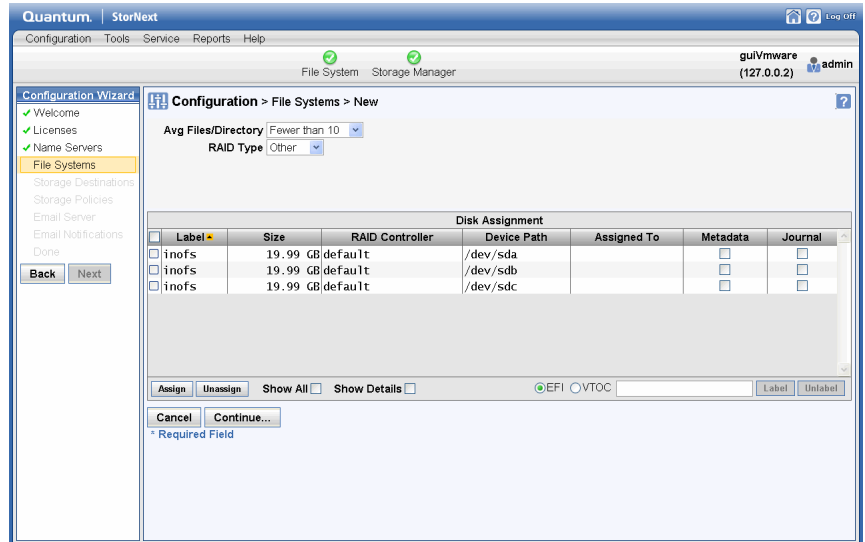 Quantum. StorNext Log Off
Configuration Tools Service Reports Help
File System Storage Manager
guiVmware
(127.0.0.2)
admin
Configuration Wizard
Welcome
Licenses
Name Servers
File Systems
Storage Destinations
Storage Policies
Email Server
Email Notifications
Done
Back Next
Configuration > File Systems > New ?
Avg Files/Directory Fewer than 10
RAID Type Other
Disk Assignment
Label Size RAID Controller Device Path Assigned To Metadata Journal
inofs 19.99 GB default /dev/sda
inofs 19.99 GB default /dev/sdb
inofs 19.99 GB default /dev/sdc
Assign Unassign Show All Show Details EFI VTOC Label Unlabel
Cancel Continue...
* Required Field